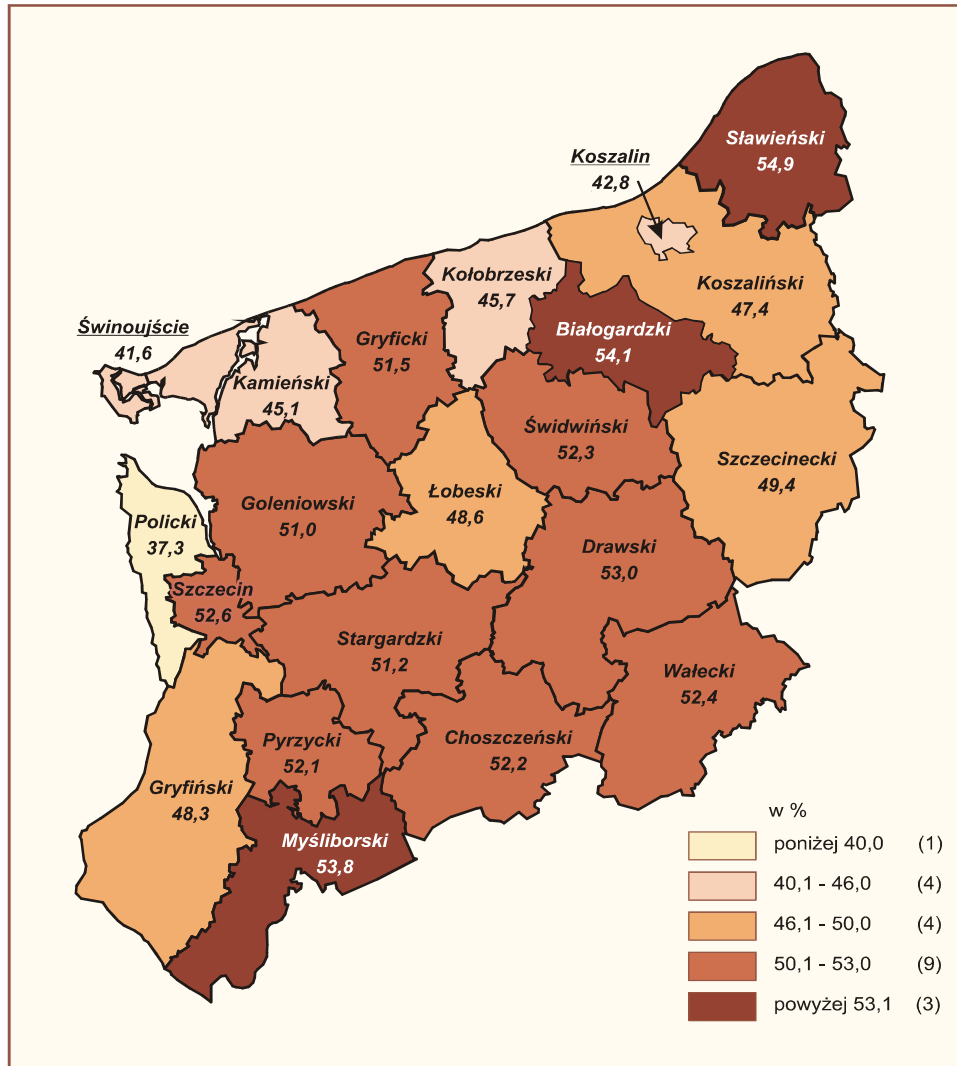 Sławieński
54,9
Koszalin
42,8
Kołobrzeski
45,7
Koszaliński
47,4
Świnoujście
41,6
Gryficki
51,5
Białogardzki
54,1
Kamieński
45,1
Świdwiński
52,3
Szczecinecki
49,4
Goleniowski
51,0
Łobeski
48,6
Policki
37,3
Drawski
53,0
Szczecin
52,6
Stargardzki
51,2
Wałecki
52,4
Pyrzycki
52,1
Choszczeński
52,2
Gryfiński
48,3
Myśliborski
53,8
w %
poniżej 40,0 (1)
40,1 - 46,0 (4)
46,1 - 50,0 (4)
50,1 - 53,0 (9)
powyżej 53,1 (3)